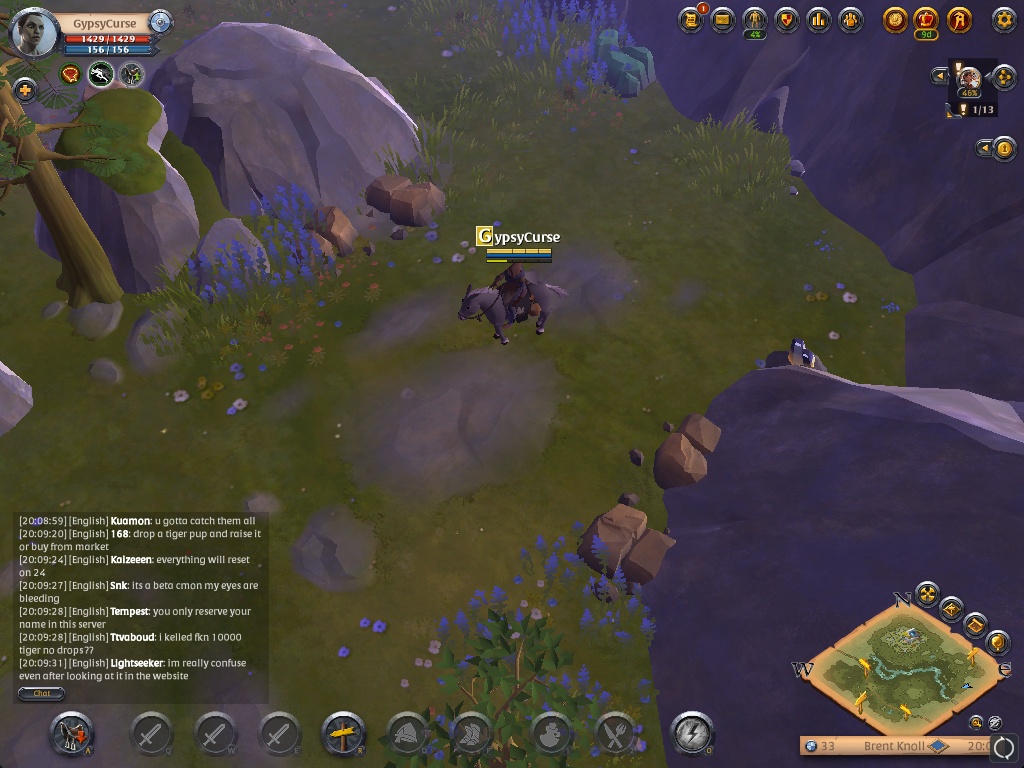 GypsyCurse
1429 / 1429
156 / 156
1
4%
9d
46%
1/13
GypsyCurse
[20:08:59] [English] Kuamon: u gotta catch them all
[20:09:20] [English] 168: drop a tiger pup and raise it
or buy from market
[20:09:24] [English] Kaizeeen: everything will reset
on 24
[20:09:27] [English] Snk: its a beta cmon my eyes are
bleeding
[20:09:28] [English] Tempest: you only reserve your
name in this server
[20:09:28] [English] Ttvaboud: i kelled fkn 10000
tiger no drops??
[20:09:31] [English] Lightseeker: im really confuse
even after looking at it in the website
Chat
A
Q
W
E
R
D
F
N
W
E
33
Brent Knoll
20:0